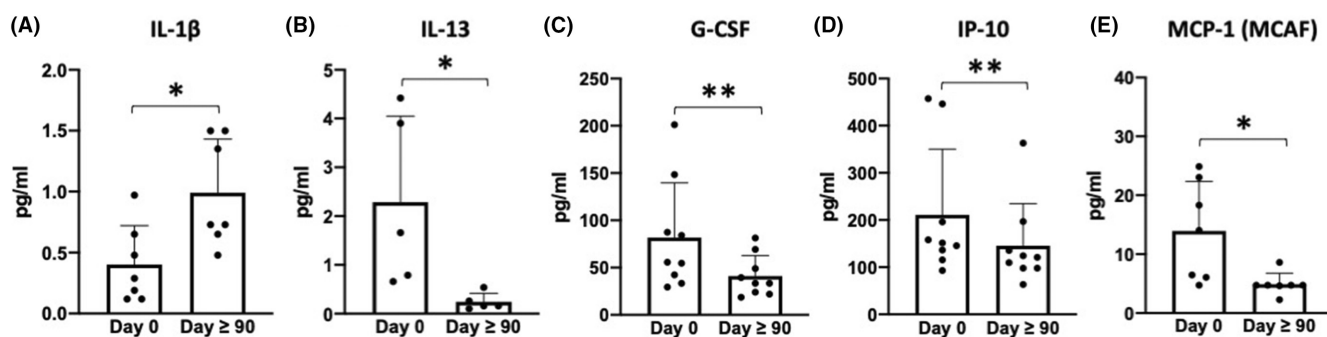 (A) IL-1β
*
2.0
1.5
1.0
0.5
0.0
pg/ml
Day 0 Day ≥ 90
(B) IL-13
*
5
4
3
2
1
0
pg/ml
Day 0 Day ≥ 90
(C) G-CSF
**
250
200
150
100
50
0
pg/ml
Day 0 Day ≥ 90
(D) IP-10
**
500
400
300
200
100
0
pg/ml
Day 0 Day ≥ 90
(E) MCP-1 (MCAF)
*
40
30
20
10
0
pg/ml
Day 0 Day ≥ 90